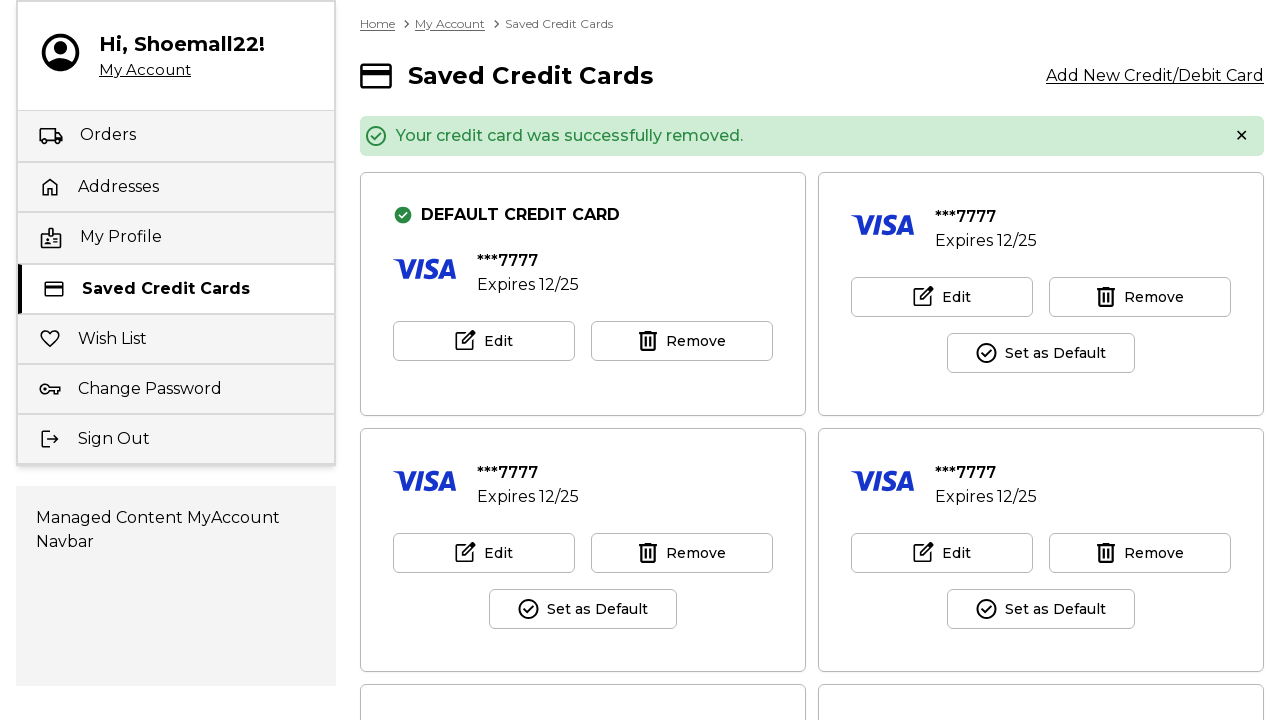 Hi, Shoemall22!
My Account
Orders
Addresses
My Profile
Saved Credit Cards
Wish List
Change Password
Sign Out
Managed Content MyAccount
Navbar
Home
My Account
Saved Credit Cards
Saved Credit Cards
Add New Credit/Debit Card
Your credit card was successfully removed.
DEFAULT CREDIT CARD
VISA
***7777
Expires 12/25
Edit
Remove
VISA
***7777
Expires 12/25
Edit
Remove
Set as Default
VISA
***7777
Expires 12/25
Edit
Remove
Set as Default
VISA
***7777
Expires 12/25
Edit
Remove
Set as Default